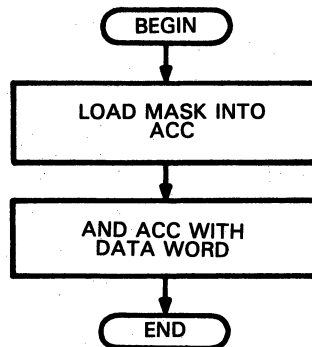 BEGIN
LOAD MASK INTO
ACC
AND ACC WITH
DATA WORD
END